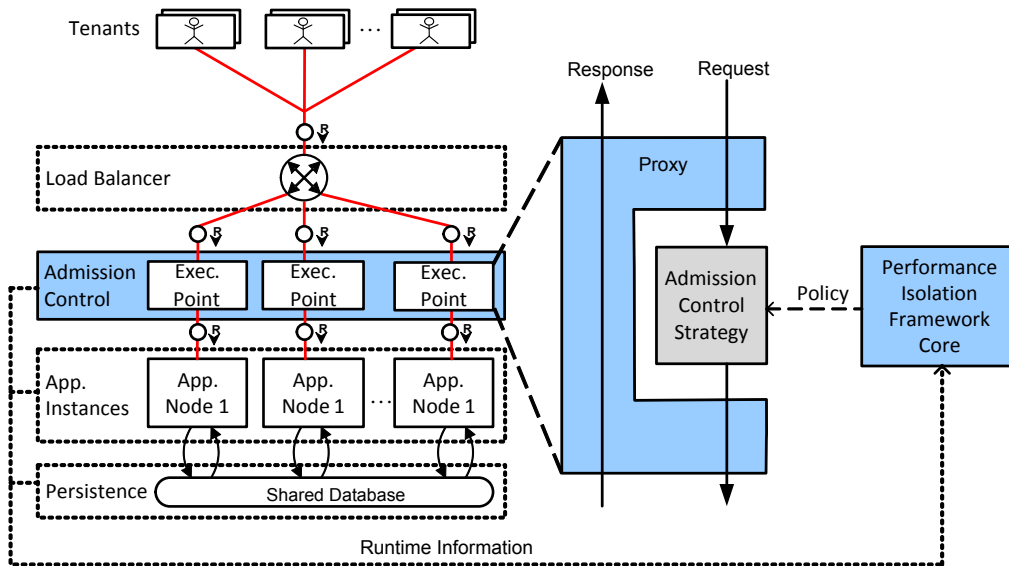 Tenants
...
Response
Request
R
Load Balancer
Proxy
R
R
R
Admission
Control
Exec.
Point
Exec.
Point
Exec.
Point
Admission
Control
Strategy
Policy
Performance
Isolation
Framework
Core
R
R
R
App.
Instances
App.
Node 1
App.
Node 1
...
App.
Node 1
Persistence
Shared Database
Runtime Information